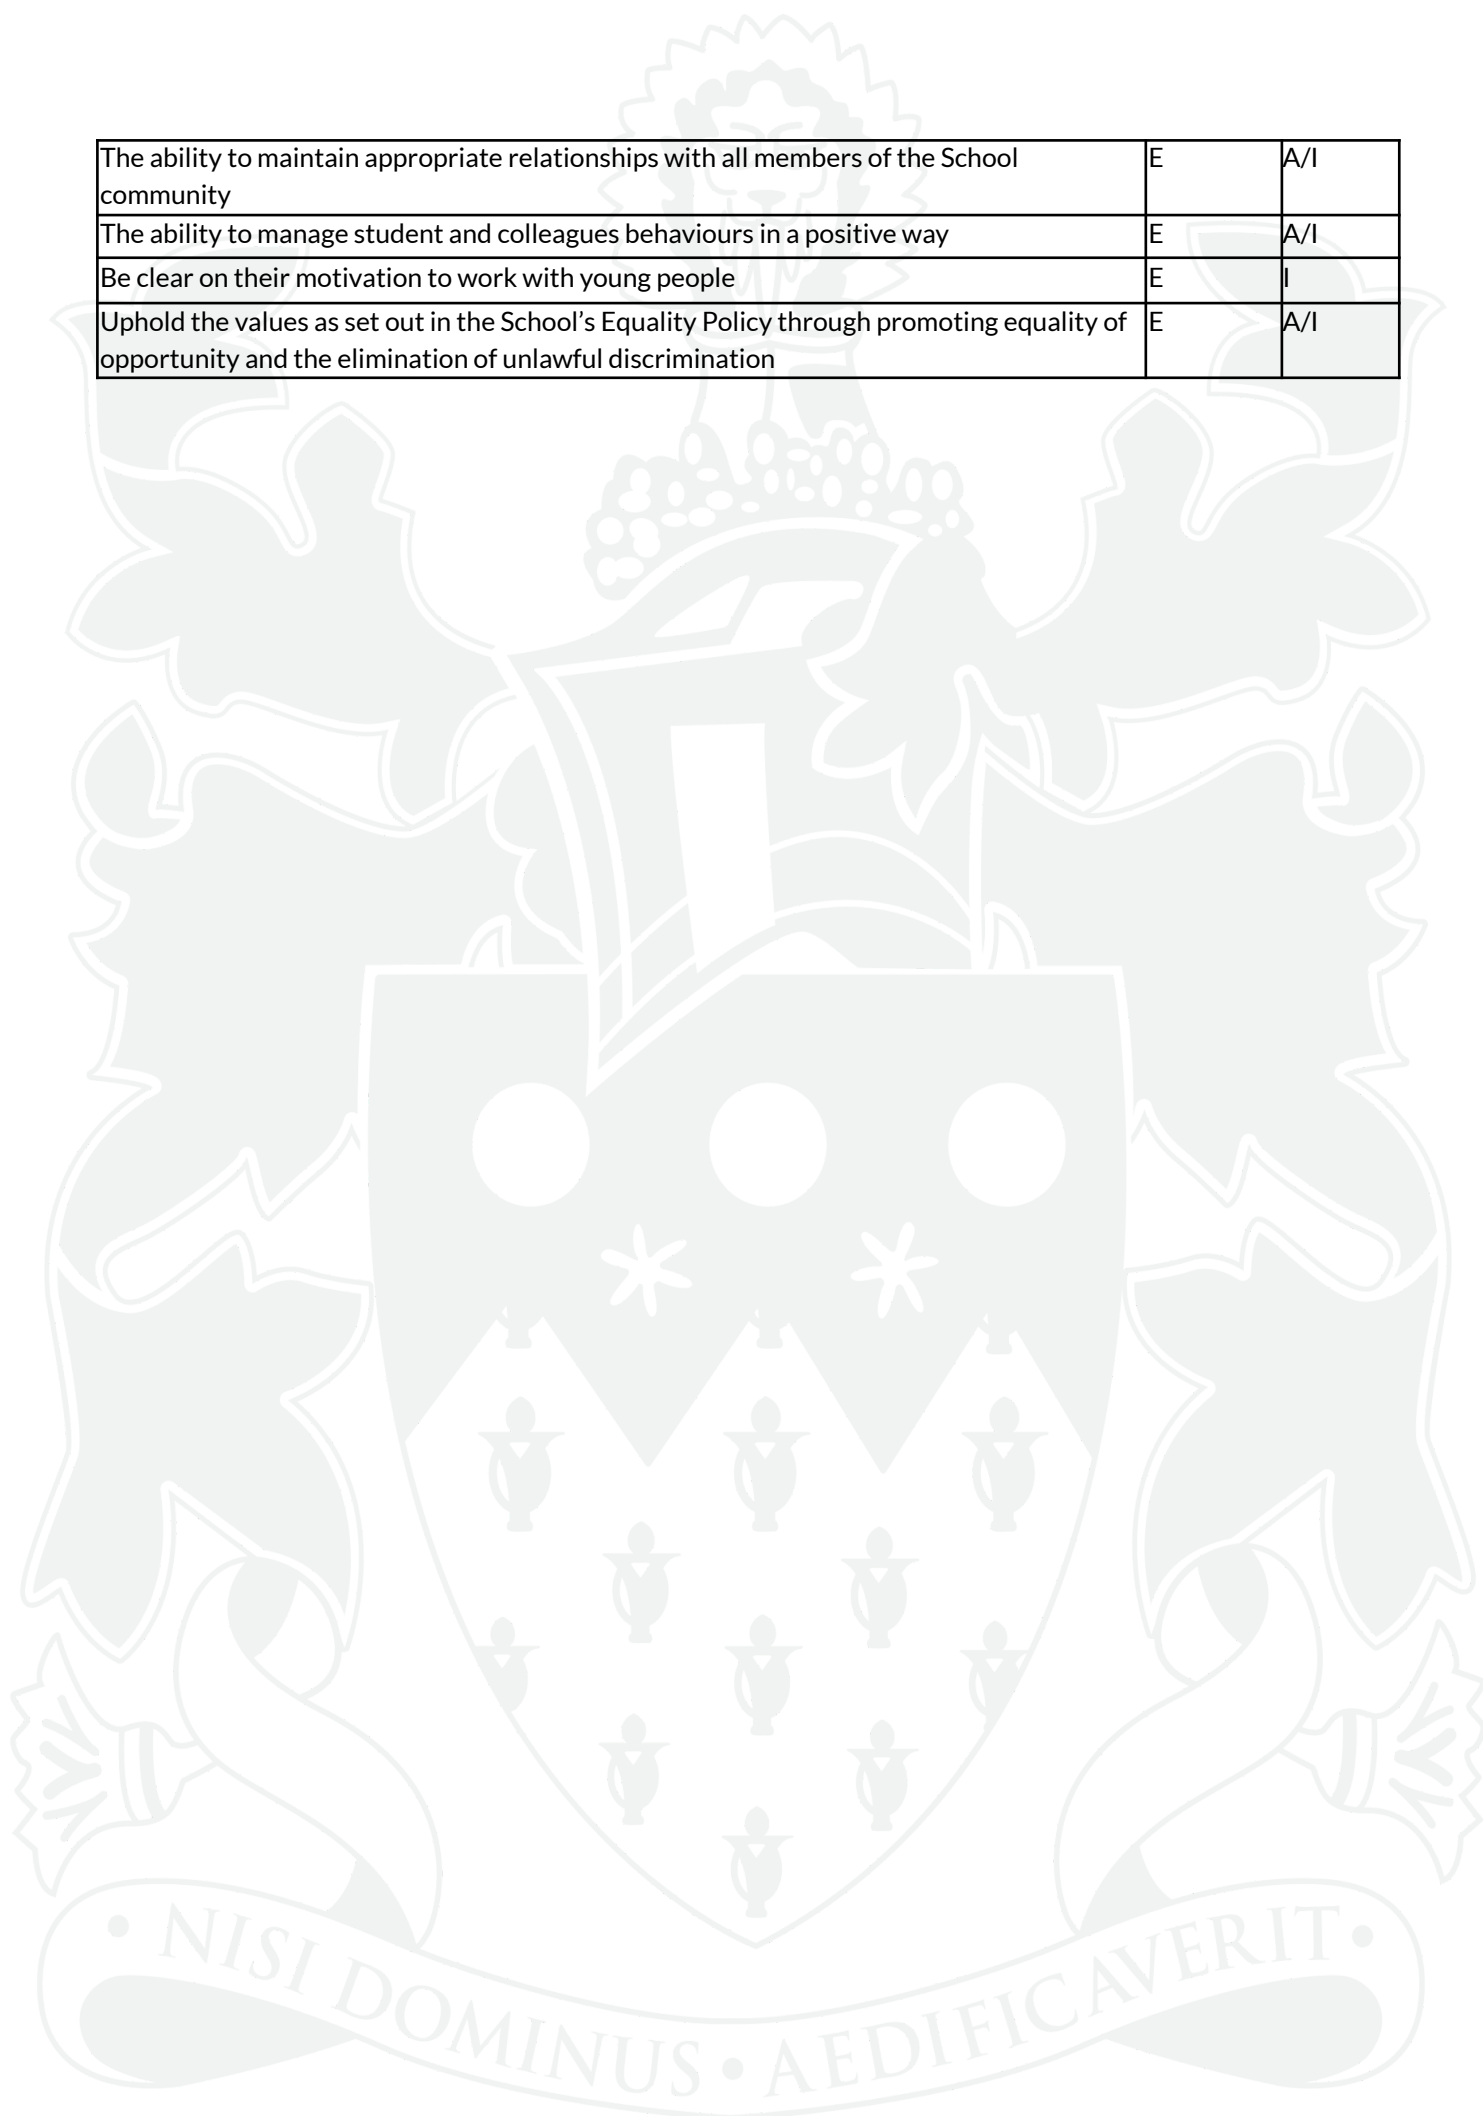 The ability to maintain appropriate relationships with all members of the School E A/I
community
The ability to manage student and colleagues behaviours in a positive way E A/I
Be clear on their motivation to work with young people E I
Uphold the values as set out in the School’s Equality Policy through promoting equality of E A/I
opportunity and the elimination of unlawful discrimination
• NISI DOMINUS • AEDIFICAVERIT •